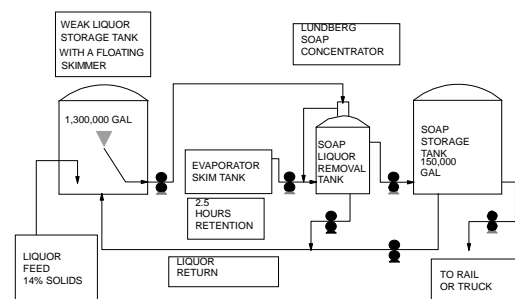 WEAK LIQUOR
STORAGE TANK
WITH A FLOATING
SKIMMER
LUNDBERG
SOAP
CONCENTRATOR
1,300,000 GAL
EVAPORATOR
SKIM TANK
2.5
HOURS
RETENTION
SOAP
LIQUOR
REMOVAL
TANK
SOAP
STORAGE
TANK
150,000
GAL
LIQUOR
FEED
14% SOLIDS
LIQUOR
RETURN
TO RAIL
OR TRUCK